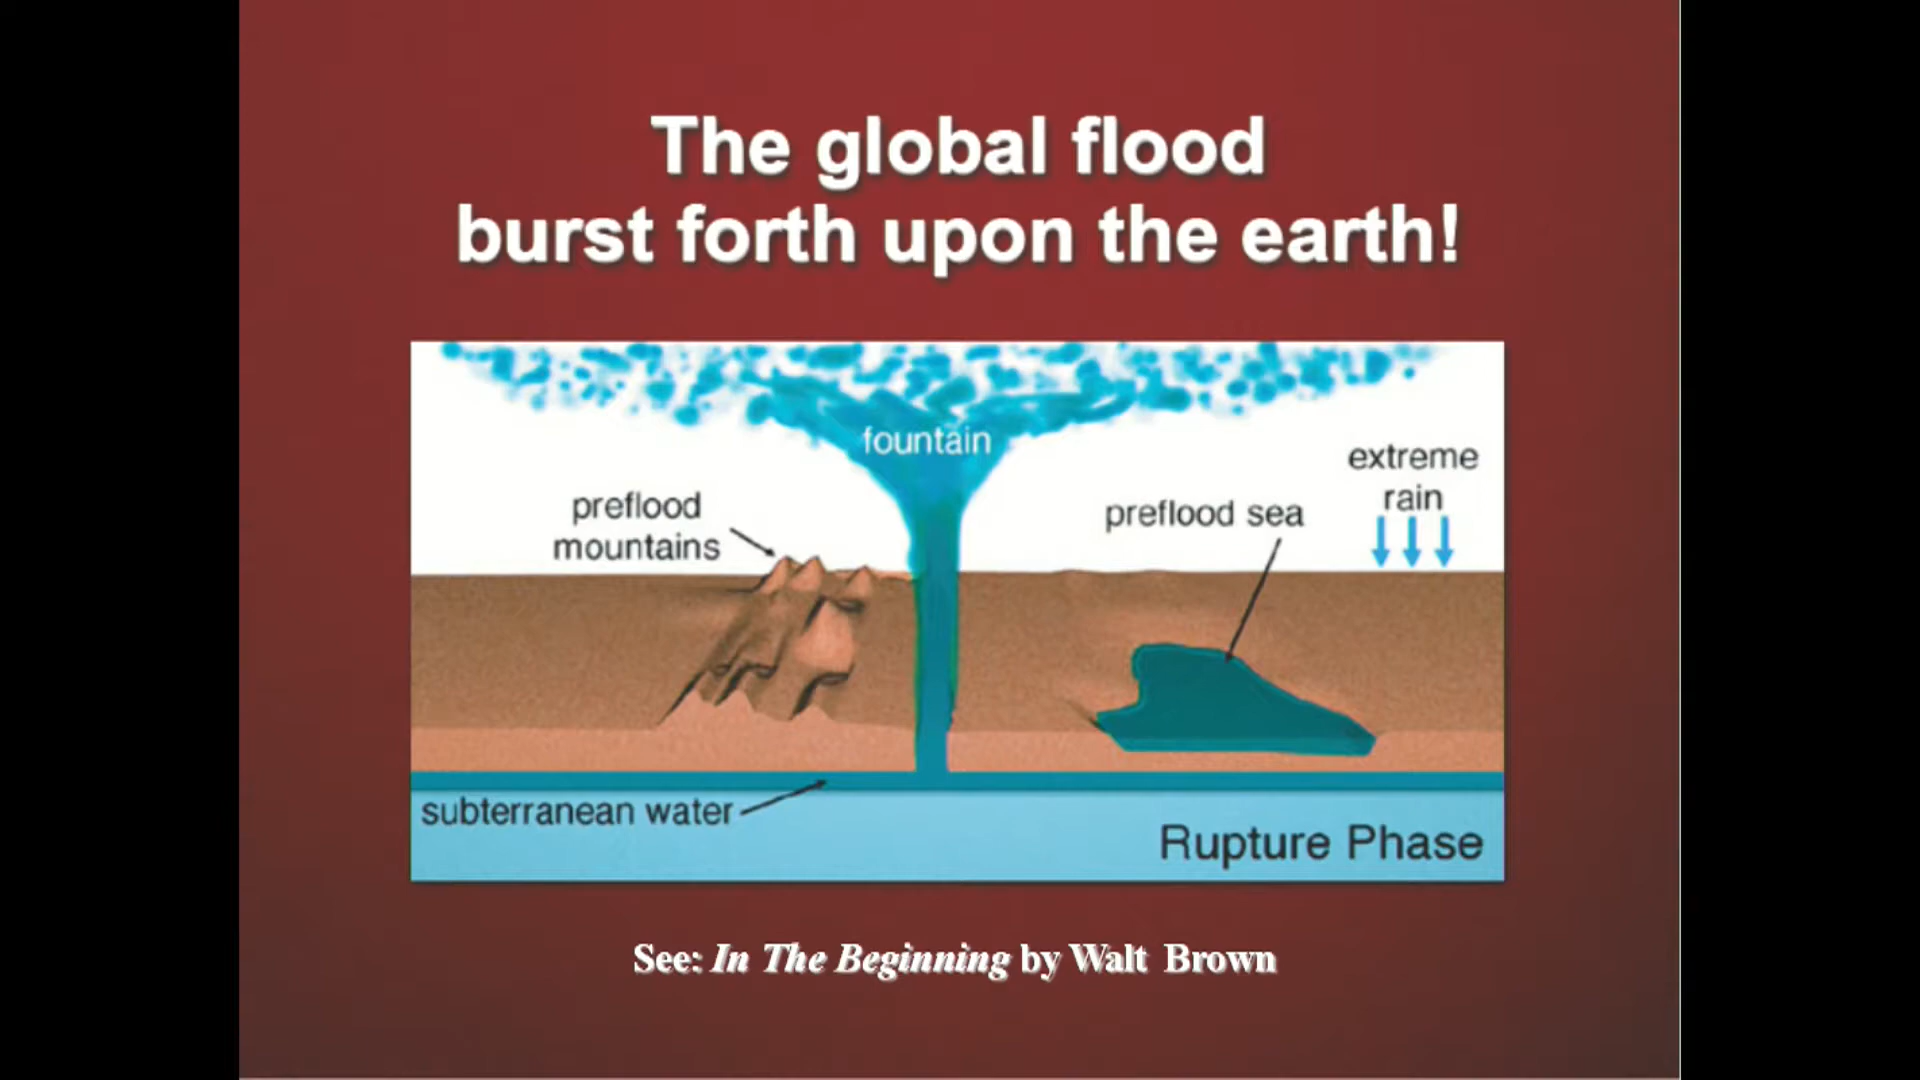 The global flood
burst forth upon the earth!
fountain
extreme
rain
preflood
mountains
preflood sea
subterranean water
Rupture Phase
See: In The Beginning by Walt Brown